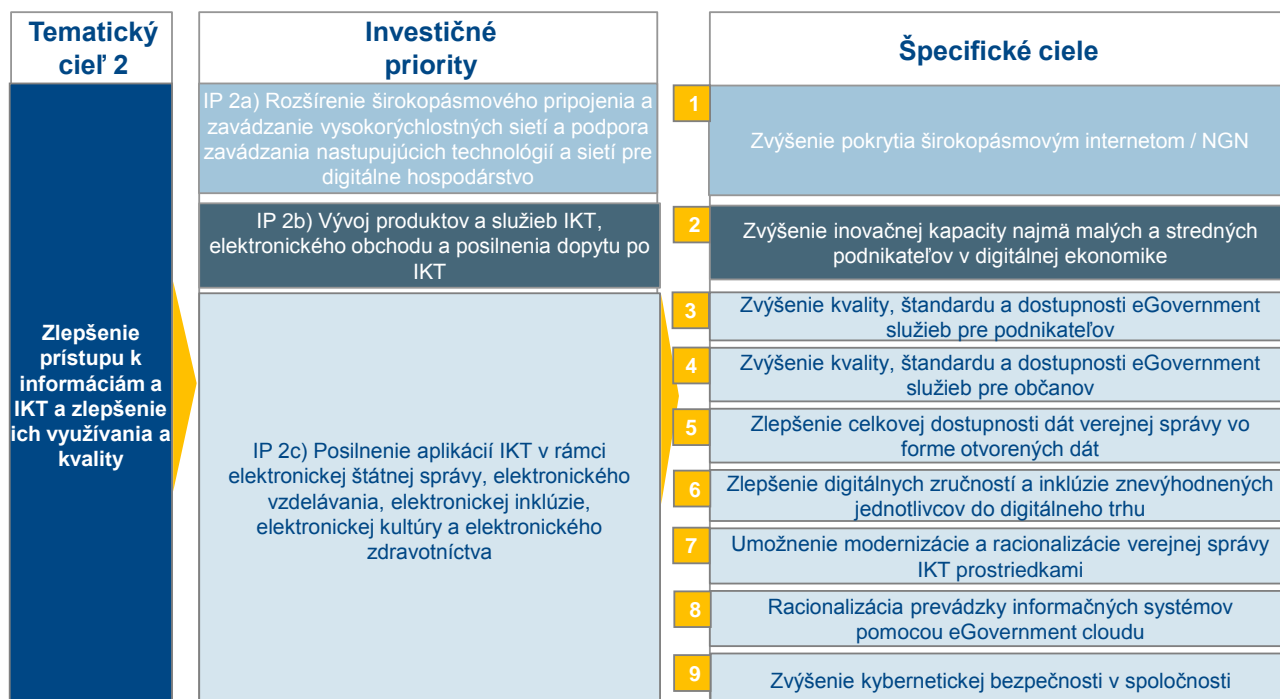 Tematický
cieľ 2
Investičné
priority
Špecifické ciele
Zlepšenie
prístupu k
informáciám a
IKT a zlepšenie
ich využívania a
kvality
IP 2a) Rozšírenie širokopásmového pripojenia a
zavádzanie vysokorýchlostných sietí a podpora
zavádzania nastupujúcich technológií a sietí pre
digitálne hospodárstvo
1
Zvýšenie pokrytia širokopásmovým internetom / NGN
IP 2b) Vývoj produktov a služieb IKT,
elektronického obchodu a posilnenia dopytu po
IKT
2
Zvýšenie inovačnej kapacity najmä malých a stredných
podnikateľov v digitálnej ekonomike
IP 2c) Posilnenie aplikácií IKT v rámci
elektronickej štátnej správy, elektronického
vzdelávania, elektronickej inklúzie,
elektronickej kultúry a elektronického
zdravotníctva
3
Zvýšenie kvality, štandardu a dostupnosti eGovernment
služieb pre podnikateľov
4
Zvýšenie kvality, štandardu a dostupnosti eGovernment
služieb pre občanov
5
Zlepšenie celkovej dostupnosti dát verejnej správy vo
forme otvorených dát
6
Zlepšenie digitálnych zručností a inklúzie znevýhodnených
jednotlivcov do digitálneho trhu
7
Umožnenie modernizácie a racionalizácie verejnej správy
IKT prostriedkami
8
Racionalizácia prevádzky informačných systémov
pomocou eGovernment cloudu
9
Zvýšenie kybernetickej bezpečnosti v spoločnosti